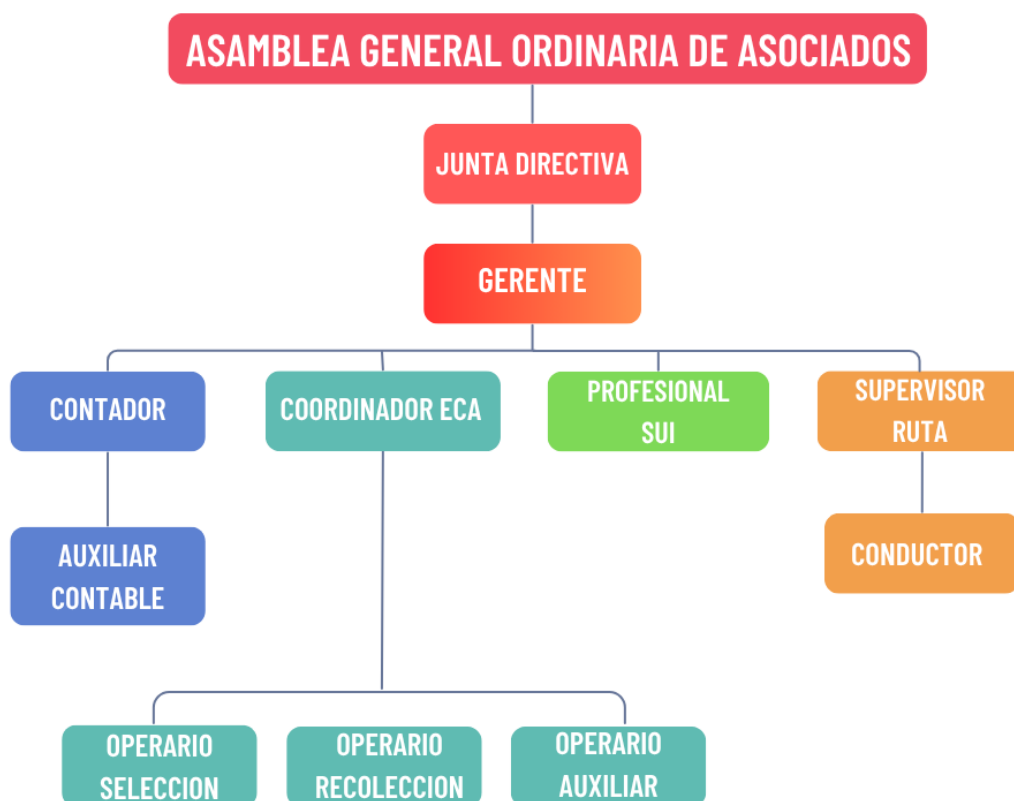 ASAMBLEA GENERAL ORDINARIA DE ASOCIADOS
JUNTA DIRECTIVA
GERENTE
CONTADOR
COORDINADOR ECA
PROFESIONAL
SUI
SUPERVISOR
RUTA
AUXILIAR
CONTABLE
CONDUCTOR
OPERARIO
SELECCION
OPERARIO
RECOLECCION
OPERARIO
AUXILIAR